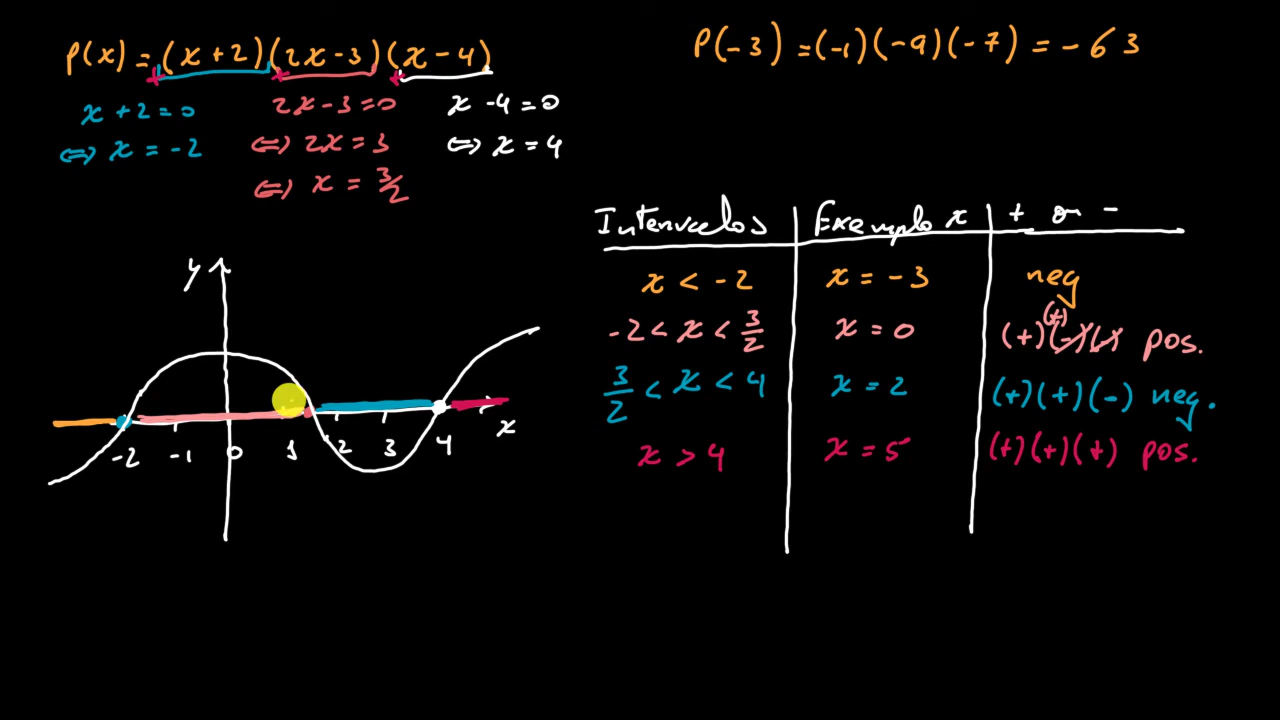 P(x) = (x+2)(2x-3)(x-4)
x+2=0
⇔ x = -2
2x-3=0
⇔ 2x=3
⇔ x = 3/2
x-4=0
⇔ x=4
P(-3) = (-1)(-9)(-7) = -63
Intervalos Exemplo x + ou -
x < -2 x = -3 neg
-2 < x < 3/2 x = 0 (+)(-)(-) (+) pos.
3/2 < x < 4 x = 2 (+)(+)(-) neg.
x > 4 x = 5 (+)(+)(+) pos.
y
-2 -1 0 1 2 3 4 x